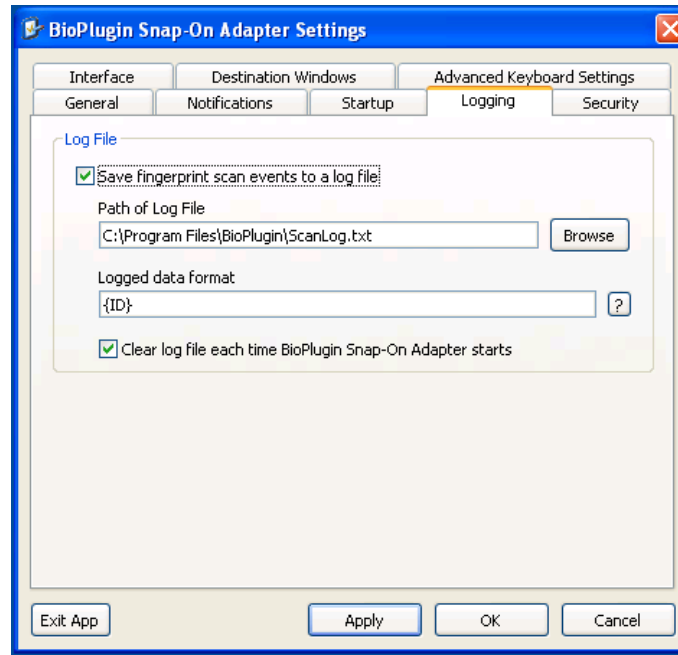 BioPlugin Snap-On Adapter Settings
Interface Destination Windows Advanced Keyboard Settings
General Notifications Startup Logging Security
Log File
Save fingerprint scan events to a log file
Path of Log File
C:\Program Files\BioPlugin\ScanLog.txt Browse
Logged data format
{ID} ?
Clear log file each time BioPlugin Snap-On Adapter starts
Exit App Apply OK Cancel